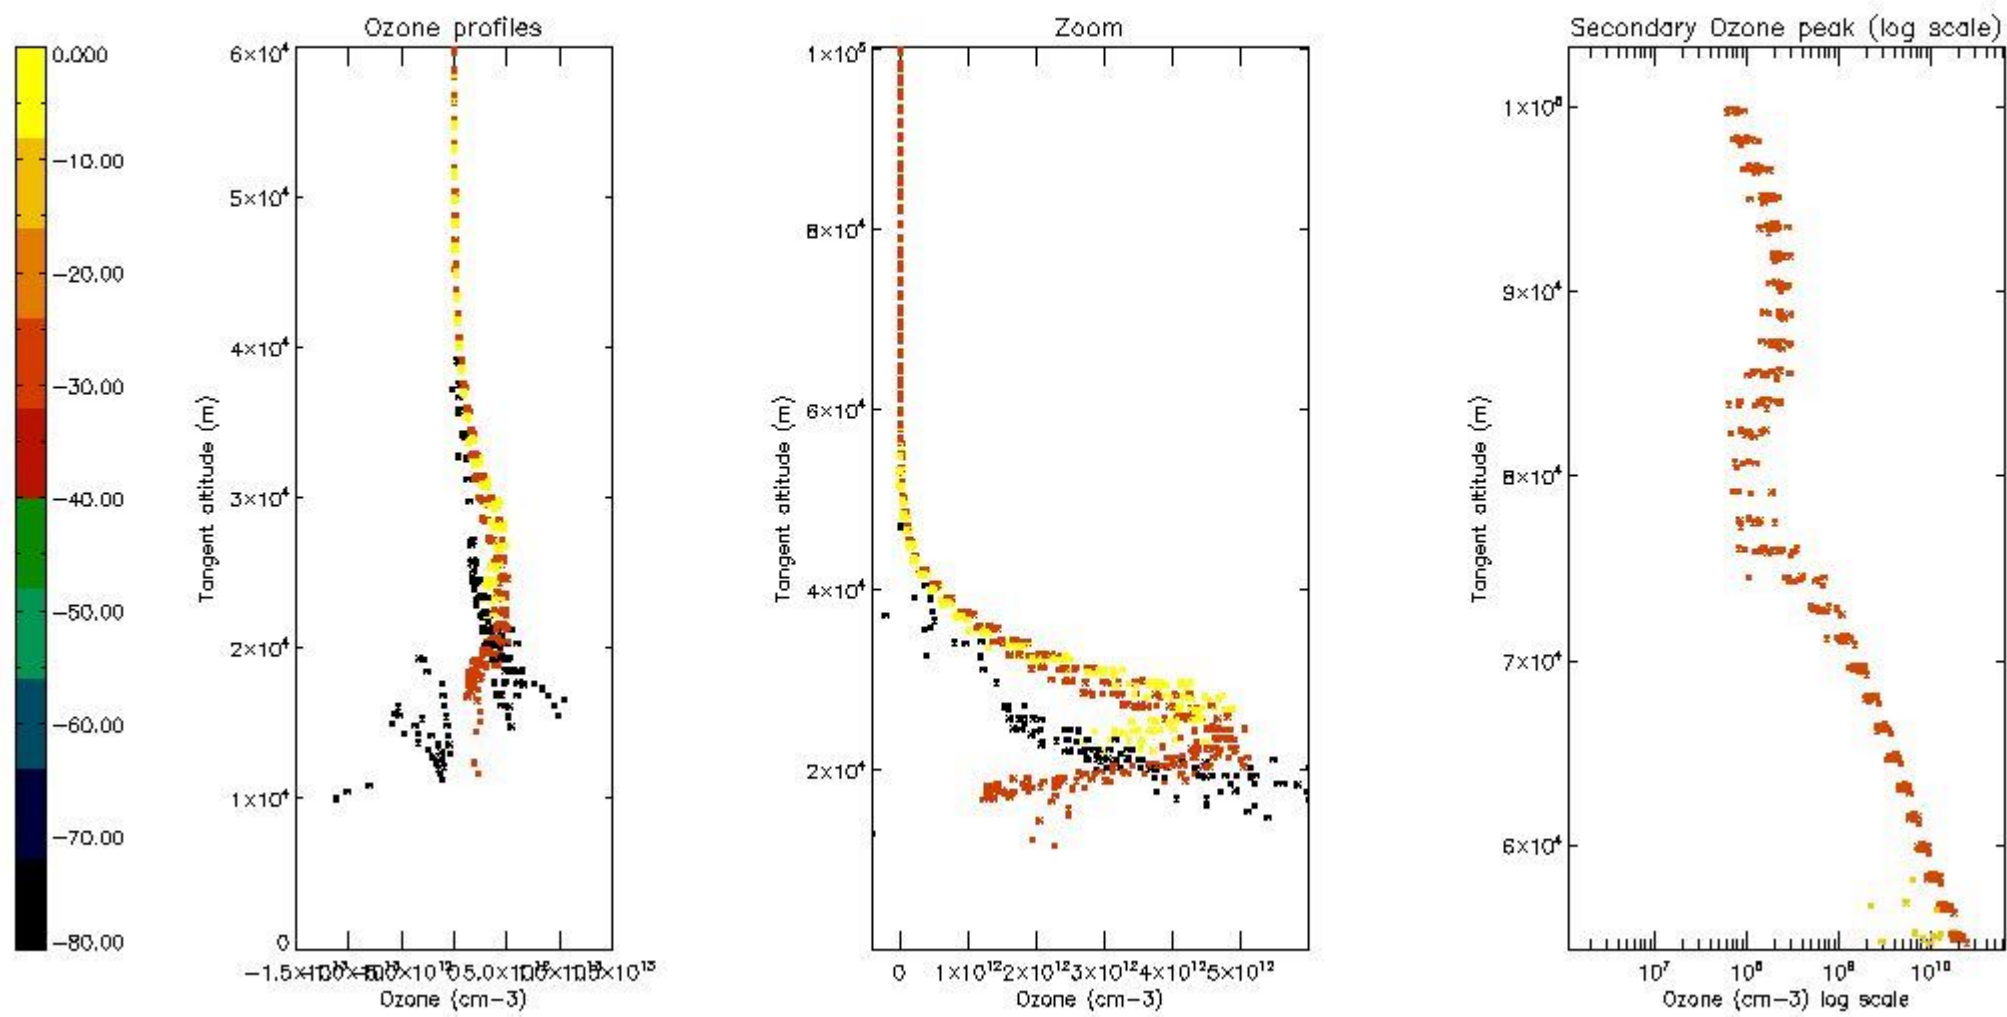 Ozone profiles
Zoom
Secondary Ozone peak (log scale)
0.000
−10.00
−20.00
−30.00
−40.00
−50.00
−60.00
−70.00
−80.00
6×10⁴
5×10⁴
4×10⁴
3×10⁴
2×10⁴
1×10⁴
0
Tangent altitude (m)
Ozone (cm−3)
1×10⁵
8×10⁴
6×10⁴
4×10⁴
2×10⁴
Tangent altitude (m)
0 1×10¹² 2×10¹² 3×10¹² 4×10¹² 5×10¹²
Ozone (cm−3)
9×10⁴
8×10⁴
7×10⁴
6×10⁴
Tangent altitude (m)
10⁷ 10⁸ 10⁹ 10¹⁰
Ozone (cm−3) log scale